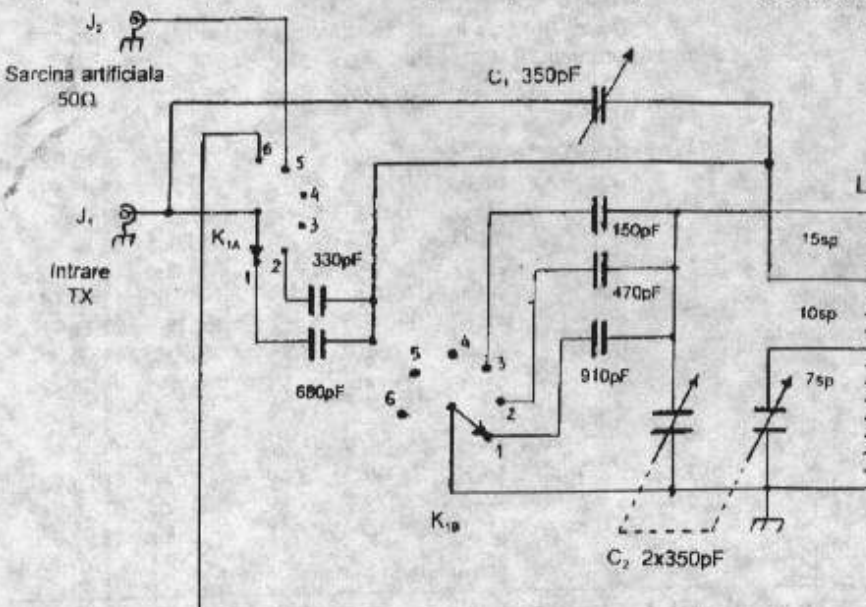 J₂
Sarcina artificiala
50Ω
C₁ 350pF
6
5
4
3
2
1
K₁A
J₁
Intrare
TX
330pF
680pF
150pF
470pF
910pF
L
15sp
10sp
7sp
4
3
5
6
2
1
K₁B
C₂ 2x350pF